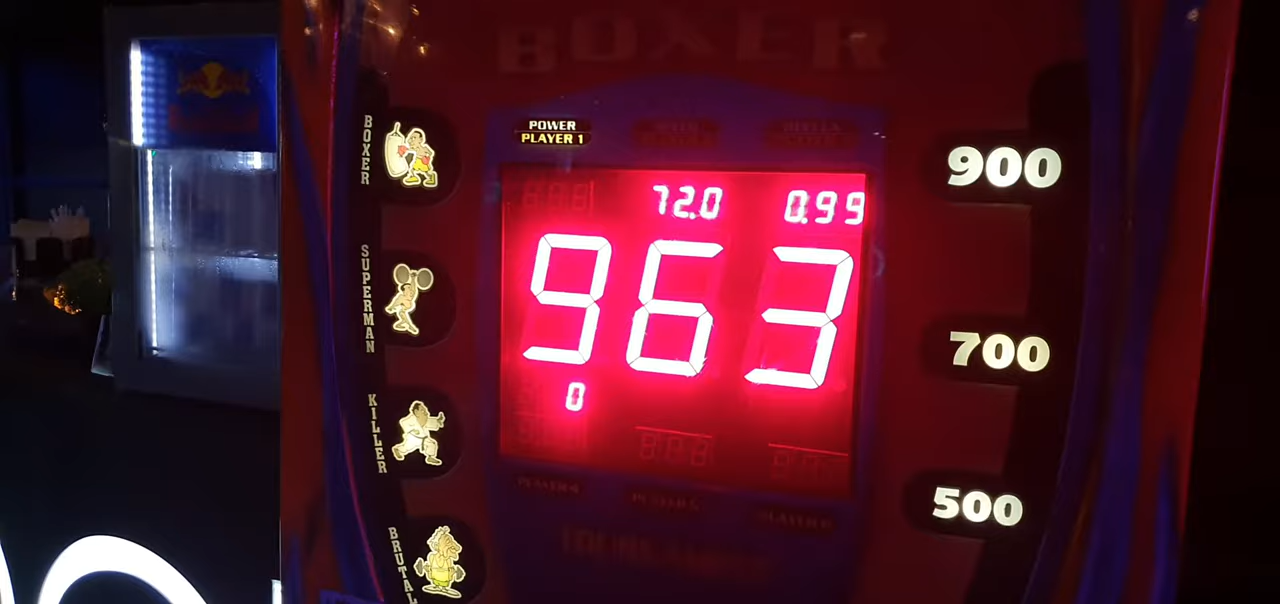 BOXER
POWER
PLAYER 1
72.0
0.99
963
0
BOXER
SUPERMAN
KILLER
BRUTAL
900
700
500